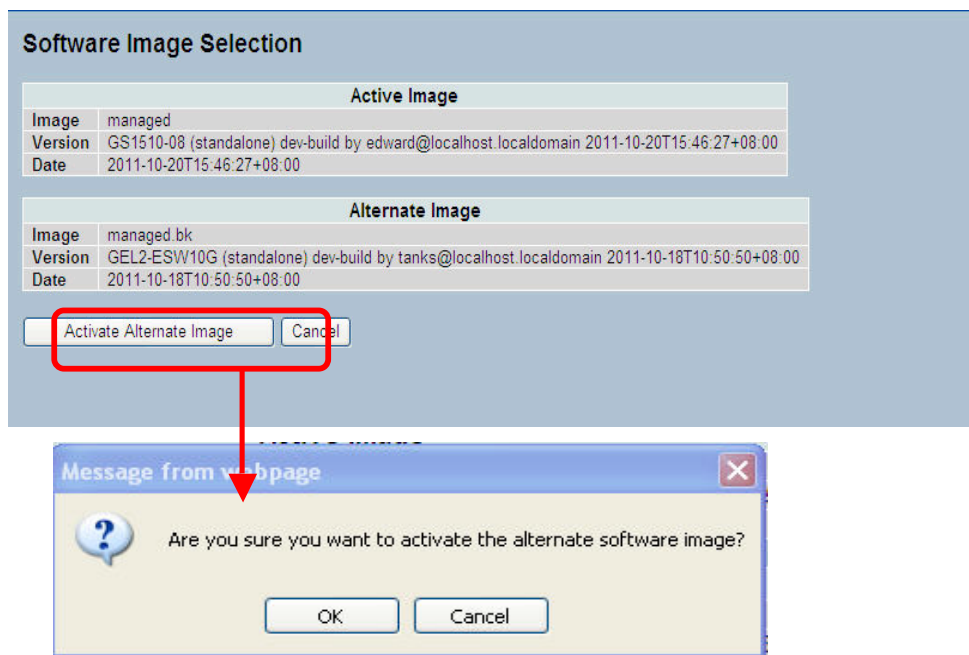 Software Image Selection
Active Image
Image managed
Version GS1510-08 (standalone) dev-build by edward@localhost.localdomain 2011-10-20T15:46:27+08:00
Date 2011-10-20T15:46:27+08:00
Alternate Image
Image managed.bk
Version GEL2-ESW10G (standalone) dev-build by tanks@localhost.localdomain 2011-10-18T10:50:50+08:00
Date 2011-10-18T10:50:50+08:00
Activate Alternate Image Cancel
Message from webpage
Are you sure you want to activate the alternate software image?
OK Cancel